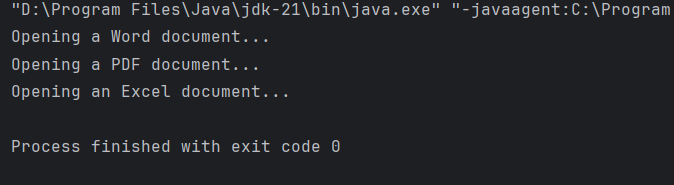 "D:\Program Files\Java\jdk-21\bin\java.exe" "-javaagent:C:\Program
Opening a Word document...
Opening a PDF document...
Opening an Excel document...
Process finished with exit code 0